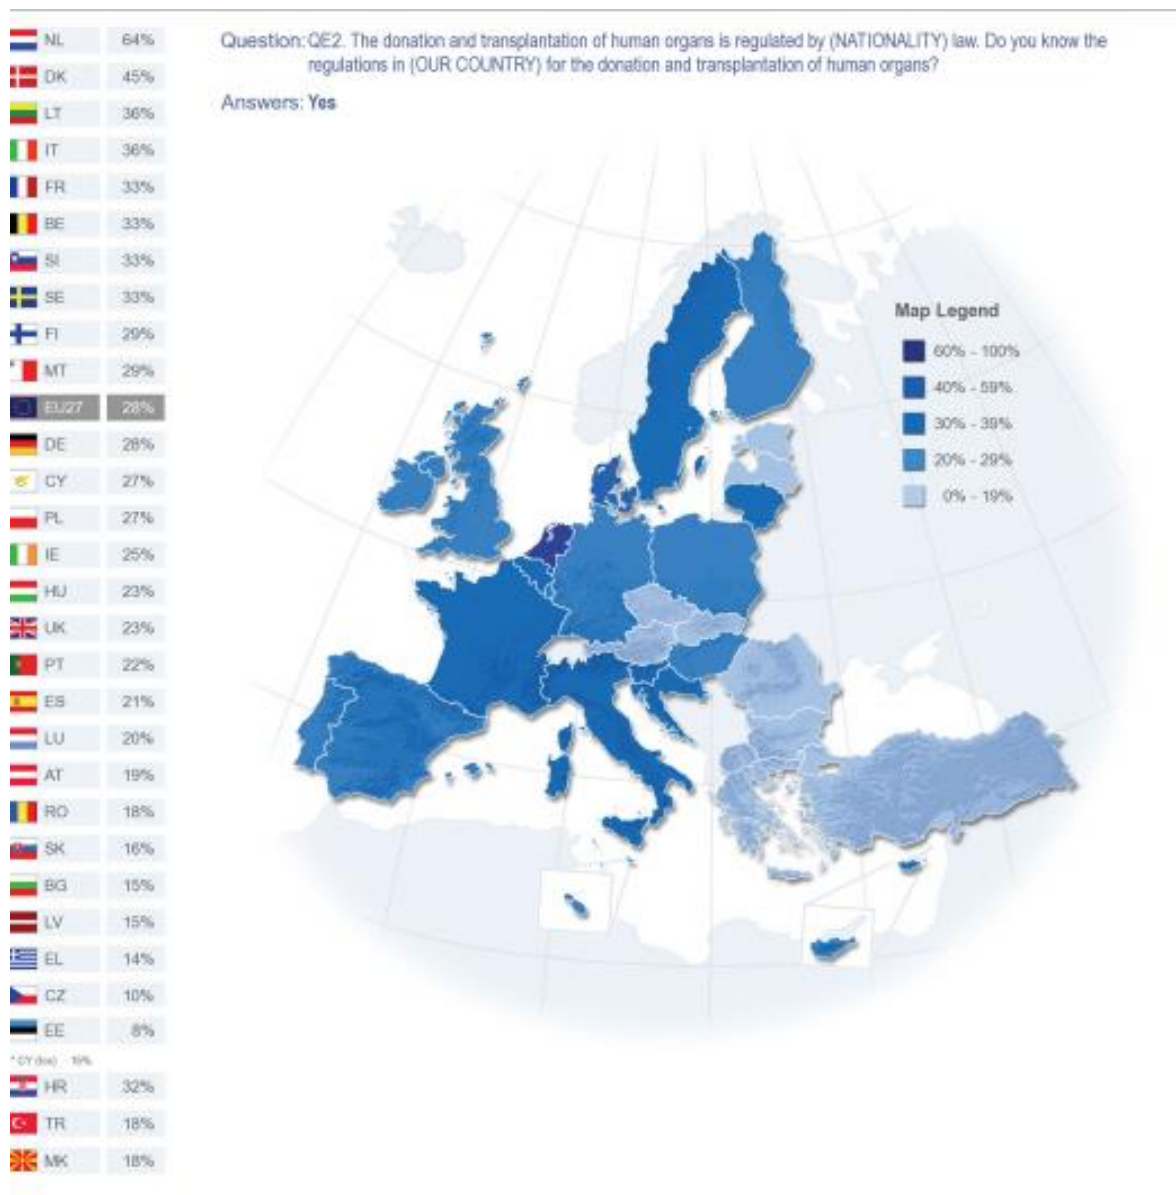 Question: QE2. The donation and transplantation of human organs is regulated by (NATIONALITY) law. Do you know the
regulations in (OUR COUNTRY) for the donation and transplantation of human organs?
Answers: Yes
NL 64%
DK 45%
LT 36%
IT 36%
FR 33%
BE 33%
SI 33%
SE 33%
FI 29%
MT 29%
EU27 28%
DE 28%
CY 27%
PL 27%
IE 25%
HU 23%
UK 23%
PT 22%
ES 21%
LU 20%
AT 19%
RO 18%
SK 16%
BG 15%
LV 15%
EL 14%
CZ 10%
EE 8%
* CY
HR 32%
TR 18%
MK 18%
Map Legend
60% - 100%
40% - 59%
30% - 39%
20% - 29%
0% - 19%